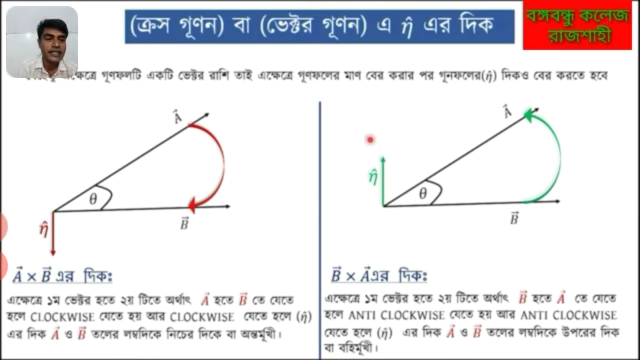 (ক্রস গূণন) বা (ভেক্টর গূণন) এ η̂ এর দিক
বঙ্গবন্ধু কলেজ
রাজশাহী
ক্ষেত্রে গূণফলটি একটি ভেক্টর রাশি তাই এক্ষেত্রে গূণফলের মাণ বের করার পর গূনফলের(η̂) দিকও বের করতে হবে
A⃗
θ
B⃗
η̂
A⃗ × B⃗ এর দিকঃ
এক্ষেত্রে ১ম ভেক্টর হতে ২য় টিতে অর্থাৎ A⃗ হতে B⃗ তে যেতে
হলে CLOCKWISE যেতে হয় আর CLOCKWISE যেতে হলে (η̂)
এর দিক A⃗ ও B⃗ তলের লম্বদিকে নিচের দিকে বা অন্তর্মূখী।
A⃗
η̂
θ
B⃗
B⃗ × A⃗এর দিকঃ
এক্ষেত্রে ১ম ভেক্টর হতে ২য় টিতে অর্থাৎ B⃗ হতে A⃗ তে যেতে
হলে ANTI CLOCKWISE যেতে হয় আর ANTI CLOCKWISE
যেতে হলে (η̂) এর দিক A⃗ ও B⃗ তলের লম্বদিকে উপরের দিক
বা বহির্মূখী।